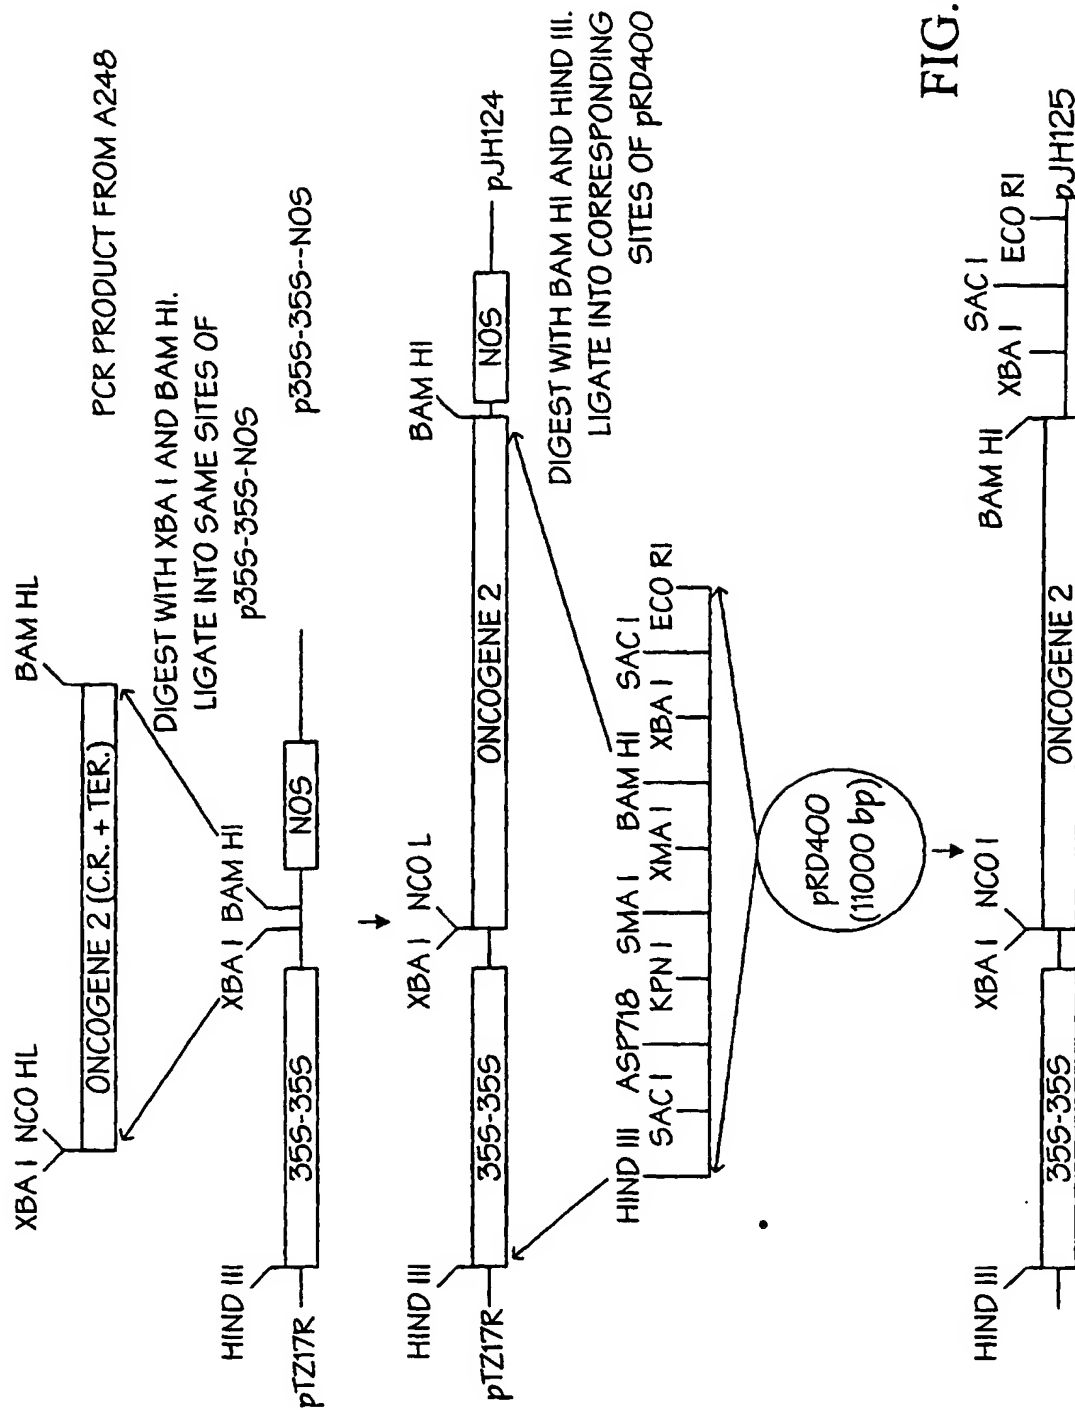 XBA I NCO HL
BAM HL
PCR PRODUCT FROM A248
ONCOGENE 2 (C.R. + TER.)
DIGEST WITH XBA I AND BAM HI.
LIGATE INTO SAME SITES OF
p35S-35S-NOS
HIND III
XBA I BAM HI
pTZ17R
35S-35S
NOS
p35S-35S--NOS
HIND III
XBA I NCO L
BAM HI
pTZ17R
35S-35S
ONCOGENE 2
NOS
pJH124
DIGEST WITH BAM HI AND HIND III.
LIGATE INTO CORRESPONDING
SITES OF pRD400
HIND III ASP718 SMA I BAM HI SAC I
SAC I KPN I XMA I XBA I ECO RI
pRD400
(11000 bp)
FIG.
HIND III
XBA I NCO I
BAM HI
SAC I
XBA I ECO RI
35S-35S
ONCOGENE 2
pJH125